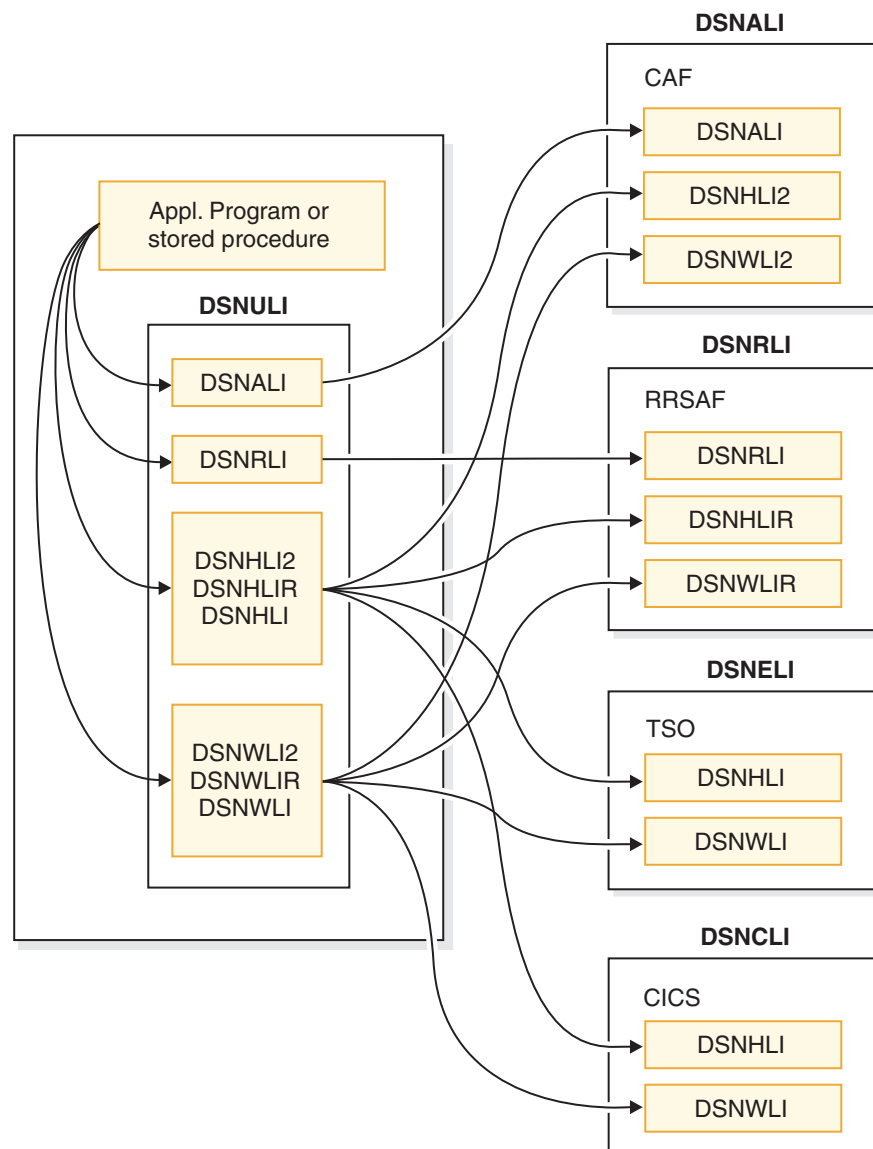 Appl. Program or
stored procedure
DSNULI
DSNALI
DSNRLI
DSNHLI2
DSNHLIR
DSNHLI
DSNWLI2
DSNWLIR
DSNWLI
DSNALI
CAF
DSNALI
DSNHLI2
DSNWLI2
DSNRLI
RRSAF
DSNRLI
DSNHLIR
DSNWLIR
DSNELI
TSO
DSNHLI
DSNWLI
DSNCLI
CICS
DSNHLI
DSNWLI